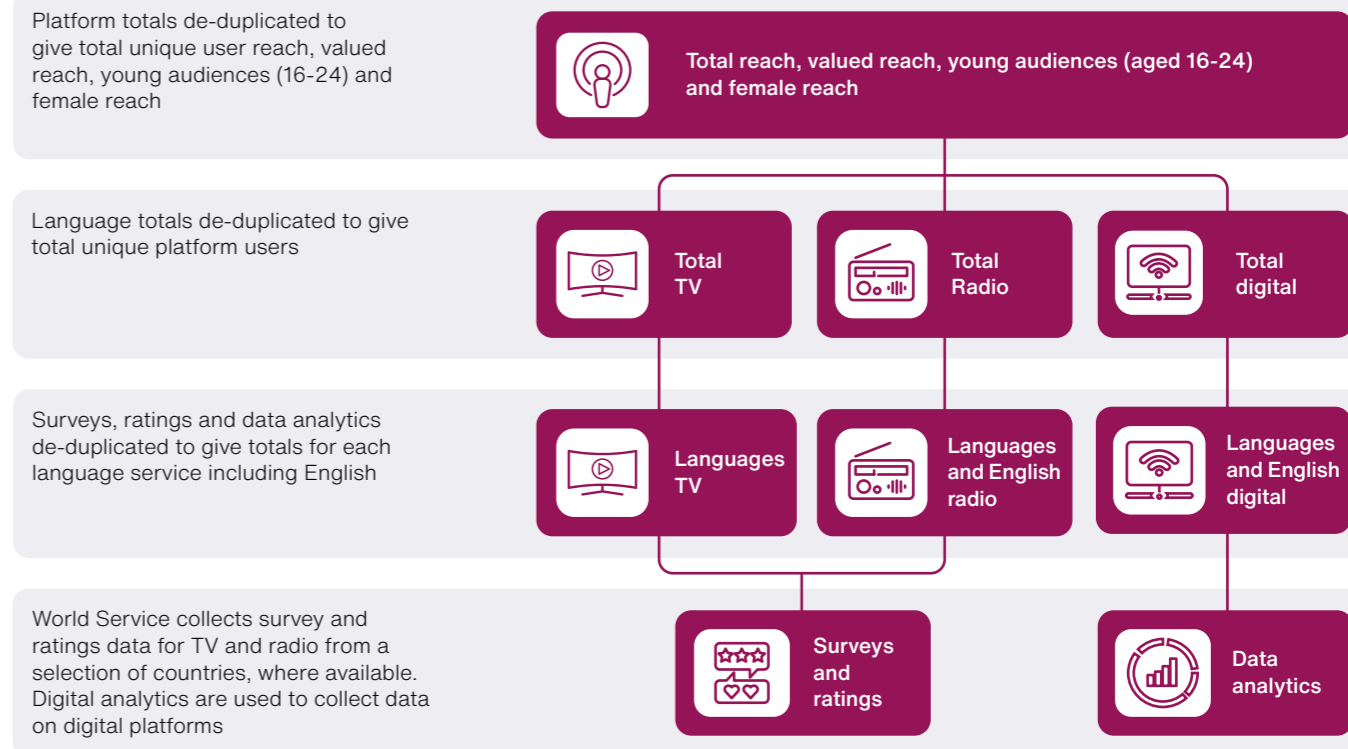 Platform totals de-duplicated to
give total unique user reach, valued
reach, young audiences (16-24) and
female reach
Total reach, valued reach, young audiences (aged 16-24)
and female reach
Language totals de-duplicated to give
total unique platform users
Total
TV
Total
Radio
Total
digital
Surveys, ratings and data analytics
de-duplicated to give totals for each
language service including English
Languages
TV
Languages
and English
radio
Languages
and English
digital
World Service collects survey and
ratings data for TV and radio from a
selection of countries, where available.
Digital analytics are used to collect data
on digital platforms
Surveys
and
ratings
Data
analytics